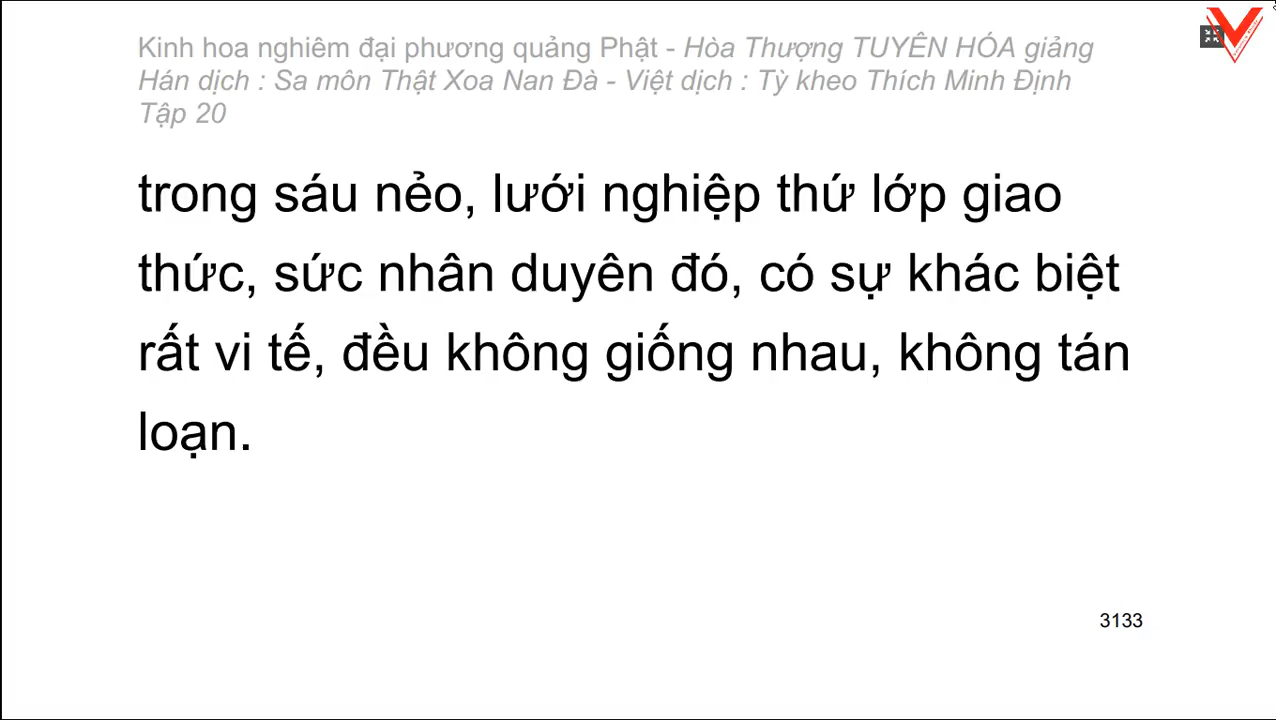 Kinh hoa nghiêm đại phương quảng Phật - Hòa Thượng TUYÊN HÓA giảng
Hán dịch : Sa môn Thật Xoa Nan Đà - Việt dịch : Tỳ kheo Thích Minh Định
Tập 20
trong sáu nẻo, lưới nghiệp thứ lớp giao
thức, sức nhân duyên đó, có sự khác biệt
rất vi tế, đều không giống nhau, không tán
loạn.
3133